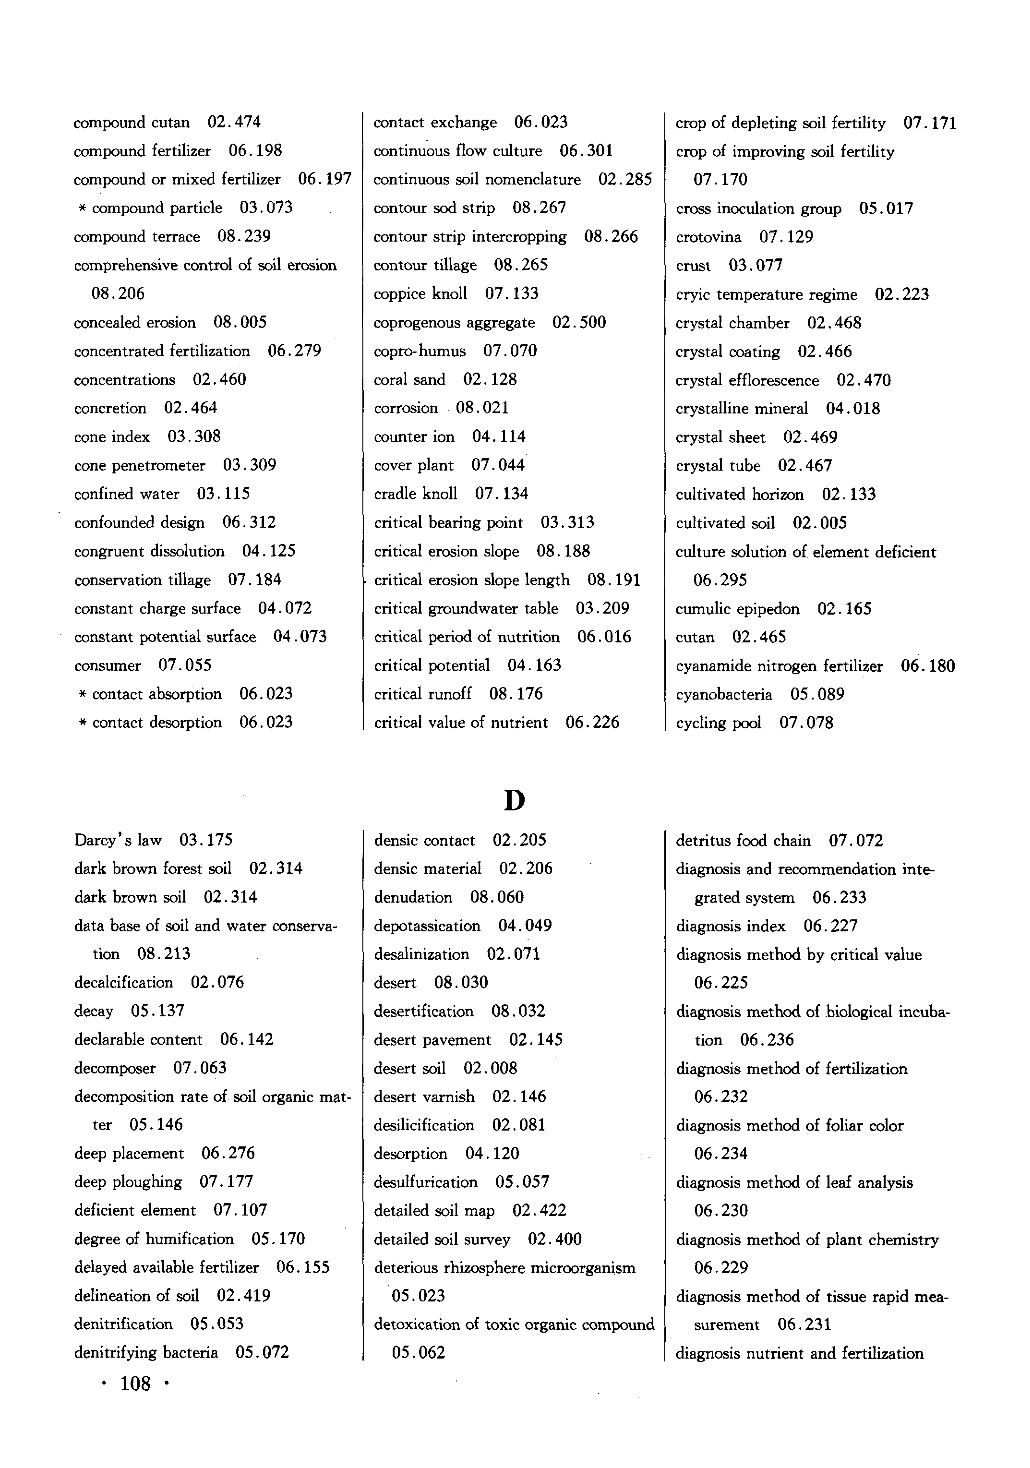 compound cutan 02.474
compound fertilizer 06.198
compound or mixed fertilizer 06.197
* compound particle 03.073
compound terrace 08.239
comprehensive control of soil erosion
08.206
concealed erosion 08.005
concentrated fertilization 06.279
concentrations 02.460
concretion 02.464
cone index 03.308
cone penetrometer 03.309
confined water 03.115
confounded design 06.312
congruent dissolution 04.125
conservation tillage 07.184
constant charge surface 04.072
constant potential surface 04.073
consumer 07.055
* contact absorption 06.023
* contact desorption 06.023
contact exchange 06.023
continuous flow culture 06.301
continuous soil nomenclature 02.285
contour sod strip 08.267
contour strip intercropping 08.266
contour tillage 08.265
coppice knoll 07.133
coprogenous aggregate 02.500
copro-humus 07.070
coral sand 02.128
corrosion 08.021
counter ion 04.114
cover plant 07.044
cradle knoll 07.134
critical bearing point 03.313
critical erosion slope 08.188
critical erosion slope length 08.191
critical groundwater table 03.209
critical period of nutrition 06.016
critical potential 04.163
critical runoff 08.176
critical value of nutrient 06.226
crop of depleting soil fertility 07.171
crop of improving soil fertility
07.170
cross inoculation group 05.017
crotovina 07.129
crust 03.077
cryic temperature regime 02.223
crystal chamber 02.468
crystal coating 02.466
crystal efflorescence 02.470
crystalline mineral 04.018
crystal sheet 02.469
crystal tube 02.467
cultivated horizon 02.133
cultivated soil 02.005
culture solution of element deficient
06.295
cumulic epipedon 02.165
cutan 02.465
cyanamide nitrogen fertilizer 06.180
cyanobacteria 05.089
cycling pool 07.078
D
Darcy's law 03.175
dark brown forest soil 02.314
dark brown soil 02.314
data base of soil and water conserva-
tion 08.213
decalcification 02.076
decay 05.137
declarable content 06.142
decomposer 07.063
decomposition rate of soil organic mat-
ter 05.146
deep placement 06.276
deep ploughing 07.177
deficient element 07.107
degree of humification 05.170
delayed available fertilizer 06.155
delineation of soil 02.419
denitrification 05.053
denitrifying bacteria 05.072
densic contact 02.205
densic material 02.206
denudation 08.060
depotassication 04.049
desalinization 02.071
desert 08.030
desertification 08.032
desert pavement 02.145
desert soil 02.008
desert varnish 02.146
desilicification 02.081
desorption 04.120
desulfurication 05.057
detailed soil map 02.422
detailed soil survey 02.400
deterious rhizosphere microorganism
05.023
detoxication of toxic organic compound
05.062
detritus food chain 07.072
diagnosis and recommendation inte-
grated system 06.233
diagnosis index 06.227
diagnosis method by critical value
06.225
diagnosis method of biological incuba-
tion 06.236
diagnosis method of fertilization
06.232
diagnosis method of foliar color
06.234
diagnosis method of leaf analysis
06.230
diagnosis method of plant chemistry
06.229
diagnosis method of tissue rapid mea-
surement 06.231
diagnosis nutrient and fertilization
· 108 ·